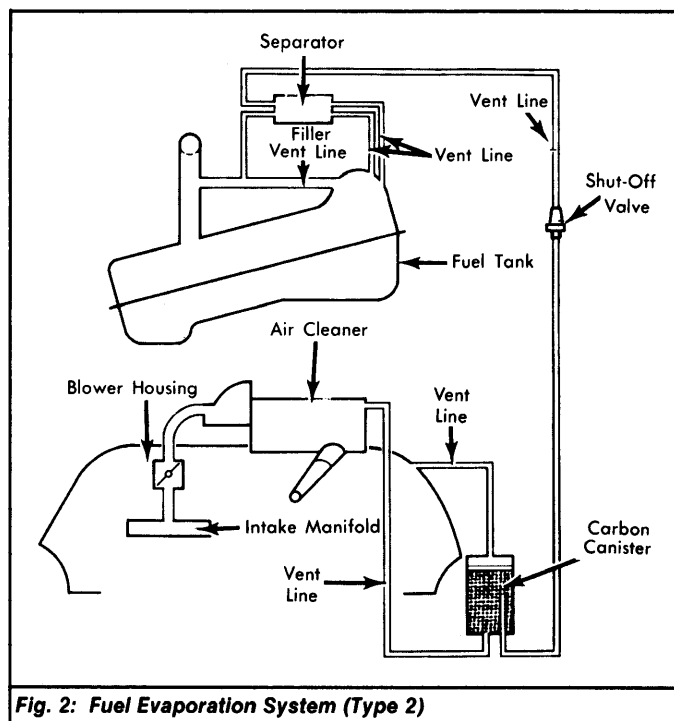 Separator
Vent Line
Filler
Vent Line
Vent Line
Shut-Off
Valve
Fuel Tank
Air Cleaner
Blower Housing
Vent
Line
Intake Manifold
Carbon
Canister
Vent
Line
Fig. 2: Fuel Evaporation System (Type 2)